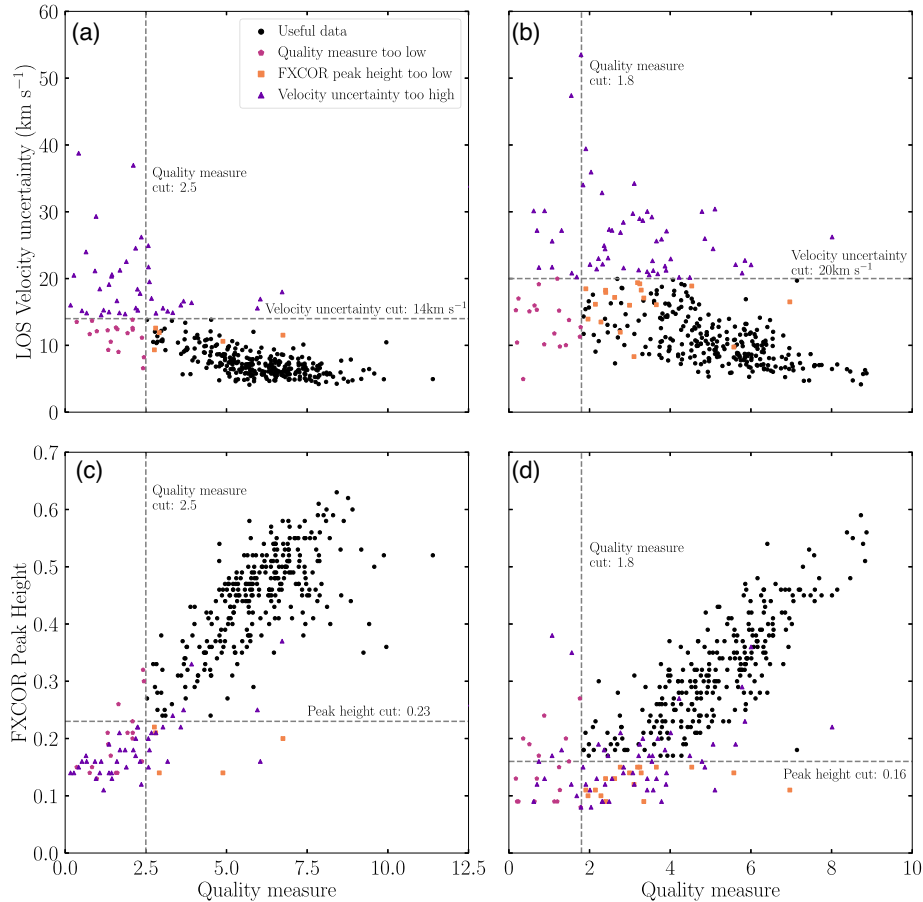 (a)
Useful data
Quality measure too low
FXCOR peak height too low
Velocity uncertainty too high
Quality measure
cut: 2.5
Velocity uncertainty cut: 14km s⁻¹
LOS Velocity uncertainty (km s⁻¹)
60
50
40
30
20
10
0
(b)
Quality measure
cut: 1.8
Velocity uncertainty
cut: 20km s⁻¹
(c)
Quality measure
cut: 2.5
Peak height cut: 0.23
FXCOR Peak Height
0.7
0.6
0.5
0.4
0.3
0.2
0.1
0.0
0.0 2.5 5.0 7.5 10.0 12.5
Quality measure
(d)
Quality measure
cut: 1.8
Peak height cut: 0.16
0 2 4 6 8 10
Quality measure